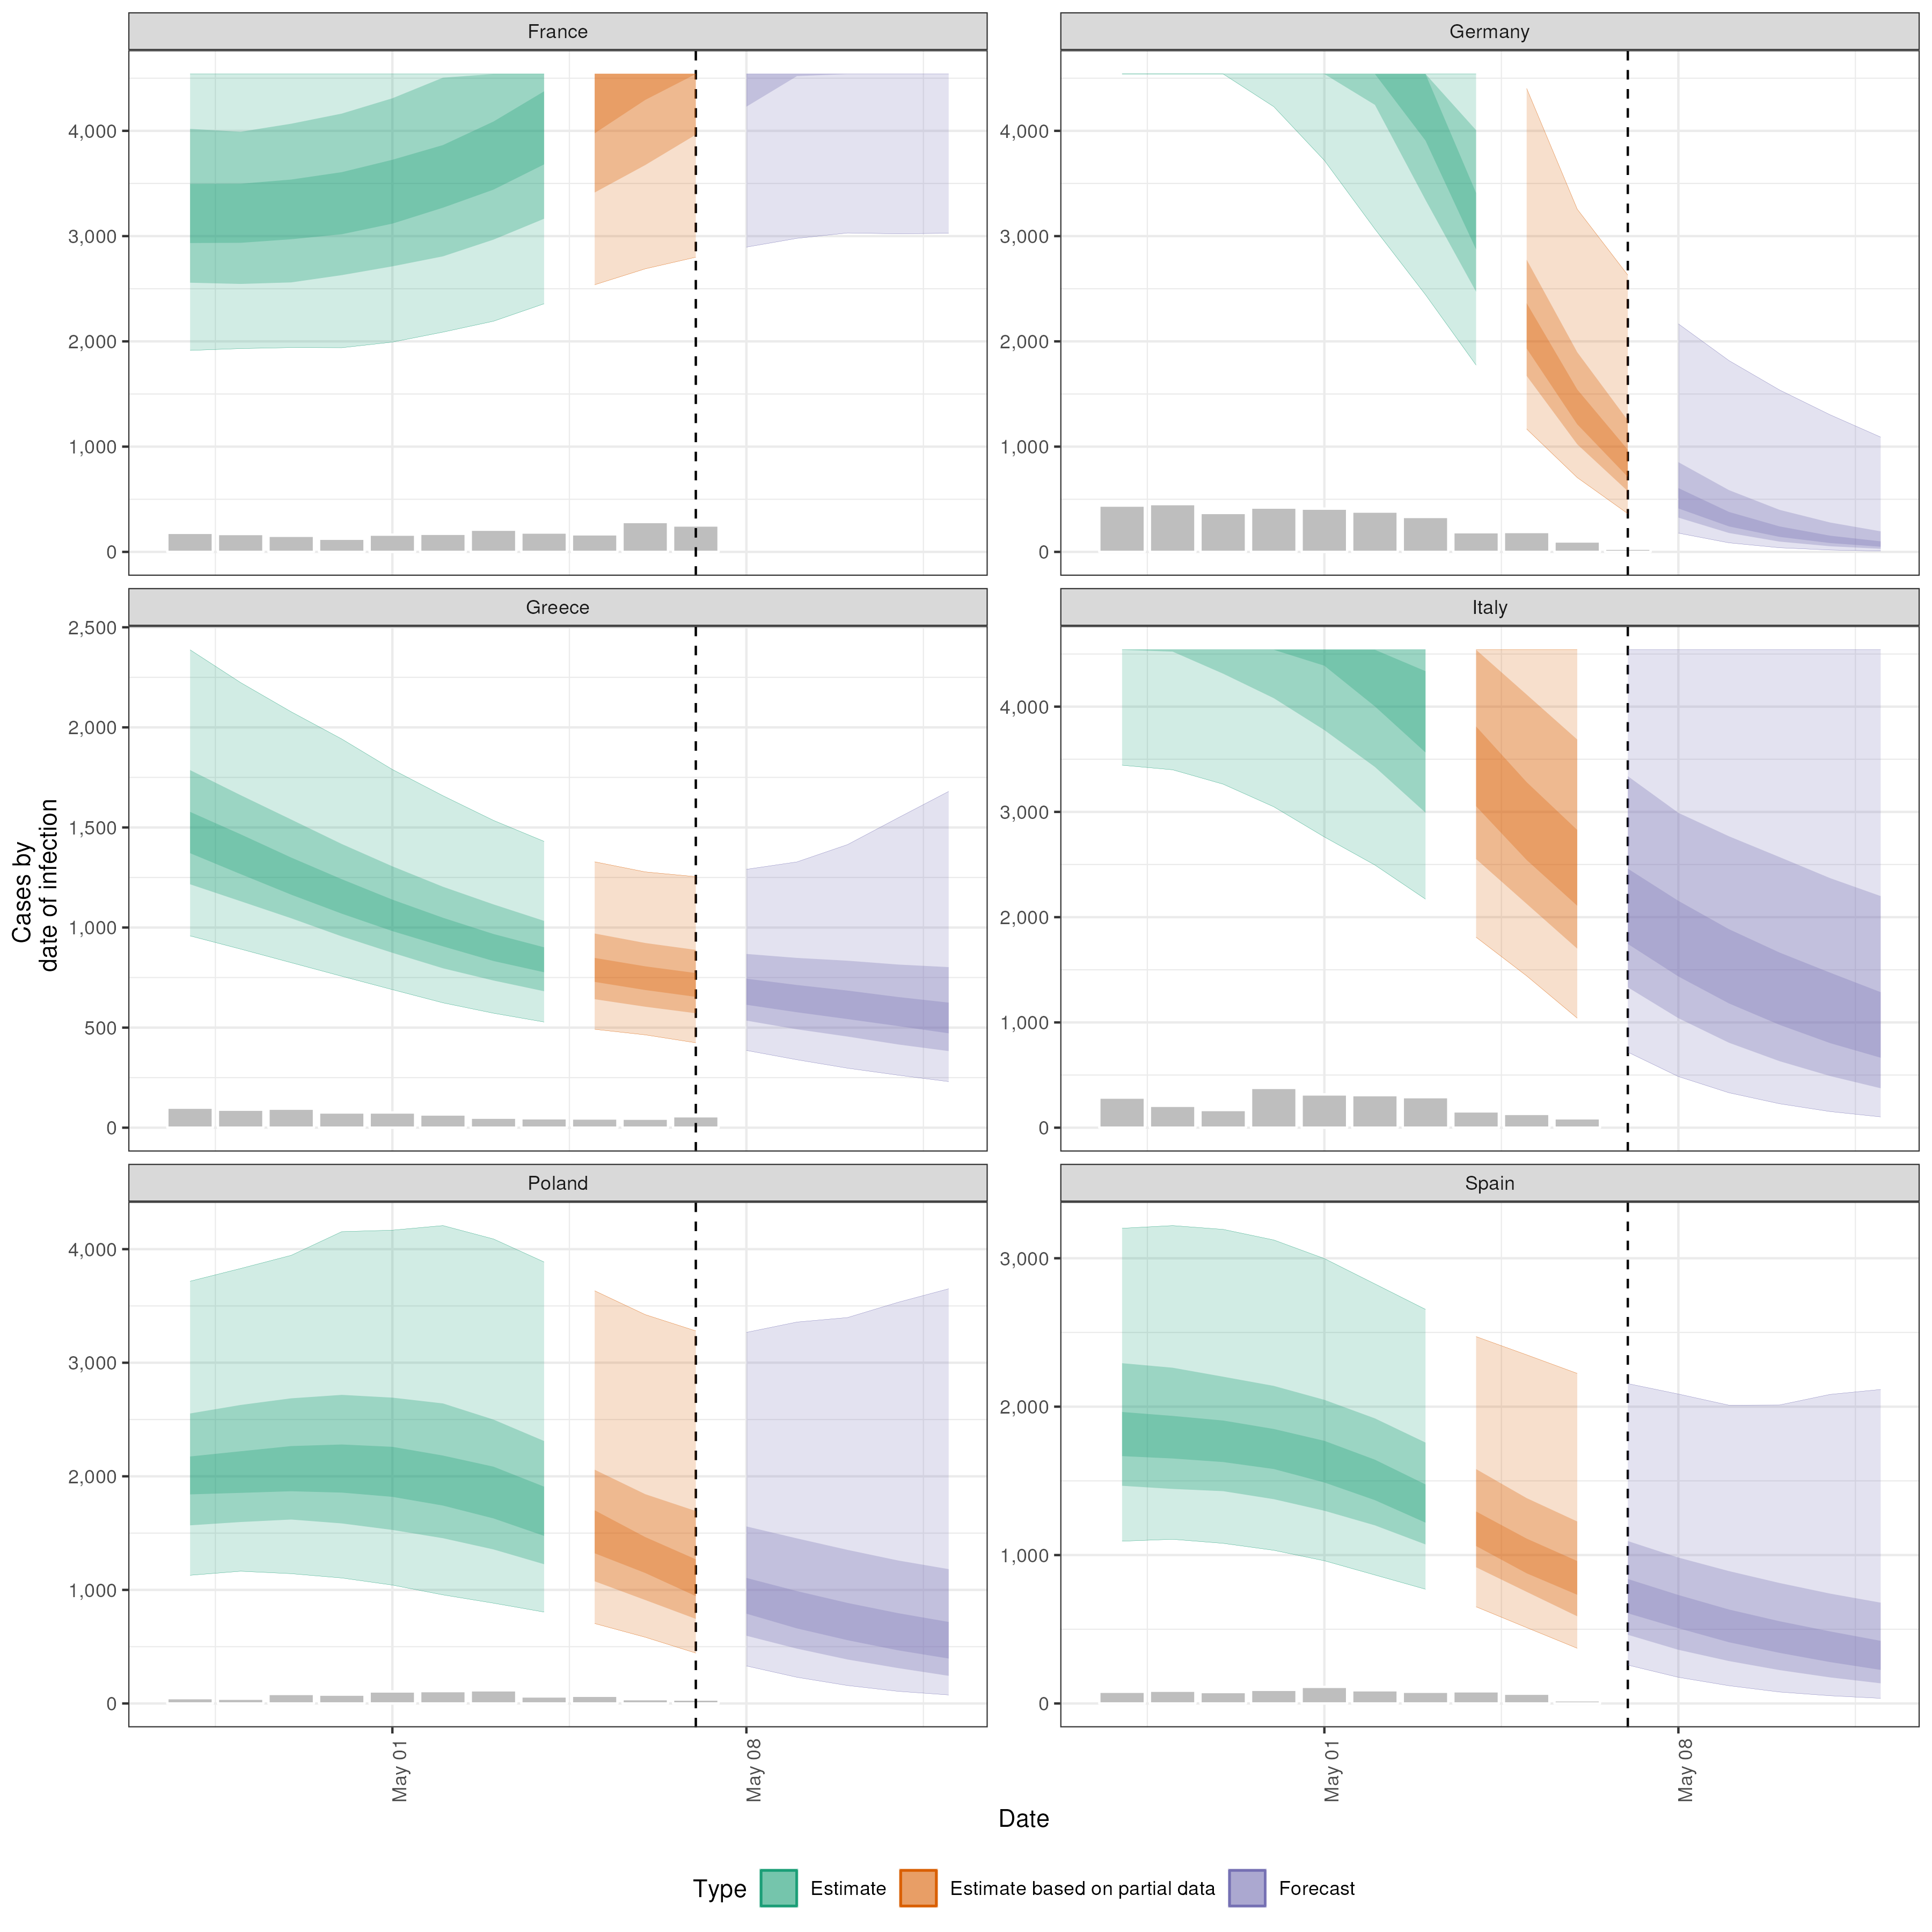 France
Germany
4,000
3,000
2,000
1,000
0
4,000
3,000
2,000
1,000
0
Greece
Italy
2,500
2,000
1,500
1,000
500
0
4,000
3,000
2,000
1,000
0
Cases by
date of infection
Poland
Spain
4,000
3,000
2,000
1,000
0
3,000
2,000
1,000
0
May 01
May 08
May 01
May 08
Date
Type
Estimate
Estimate based on partial data
Forecast